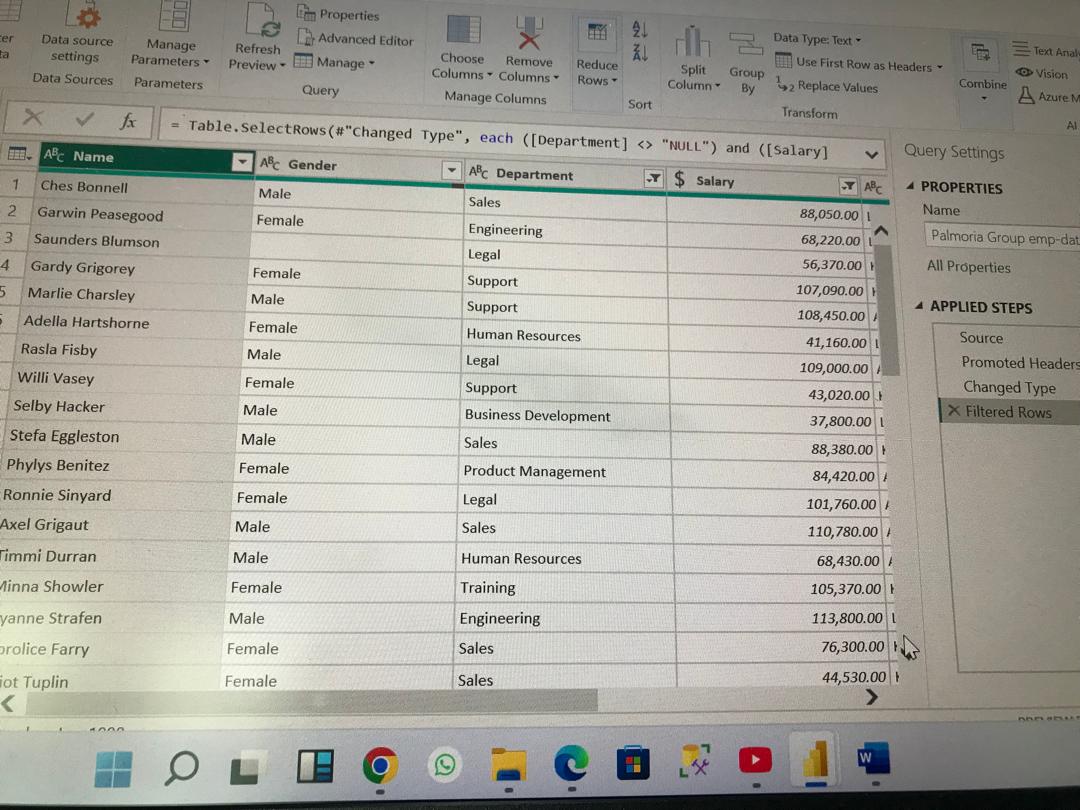 Data source settings
Data Sources
Manage Parameters
Parameters
Refresh Preview
Properties
Advanced Editor
Manage
Query
Choose Columns
Remove Columns
Manage Columns
Reduce Rows
Sort
Split Column
Group By
Data Type: Text
Use First Row as Headers
Replace Values
Transform
Combine
Text Anal
Vision
Azure M
AI
fx = Table.SelectRows(#"Changed Type", each ([Department] <> "NULL") and ([Salary]
Name Gender Department Salary
1 Ches Bonnell Male Sales 88,050.00
2 Garwin Peasegood Female Engineering 68,220.00
3 Saunders Blumson Legal 56,370.00
4 Gardy Grigorey Female Support 107,090.00
5 Marlie Charsley Male Support 108,450.00
Adella Hartshorne Female Human Resources 41,160.00
Rasla Fisby Male Legal 109,000.00
Willi Vasey Female Support 43,020.00
Selby Hacker Male Business Development 37,800.00
Stefa Eggleston Male Sales 88,380.00
Phylys Benitez Female Product Management 84,420.00
Ronnie Sinyard Female Legal 101,760.00
Axel Grigaut Male Sales 110,780.00
Timmi Durran Male Human Resources 68,430.00
Minna Showler Female Training 105,370.00
yanne Strafen Male Engineering 113,800.00
rolice Farry Female Sales 76,300.00
iot Tuplin Female Sales 44,530.00
Query Settings
PROPERTIES
Name
Palmoria Group emp-dat
All Properties
APPLIED STEPS
Source
Promoted Headers
Changed Type
Filtered Rows